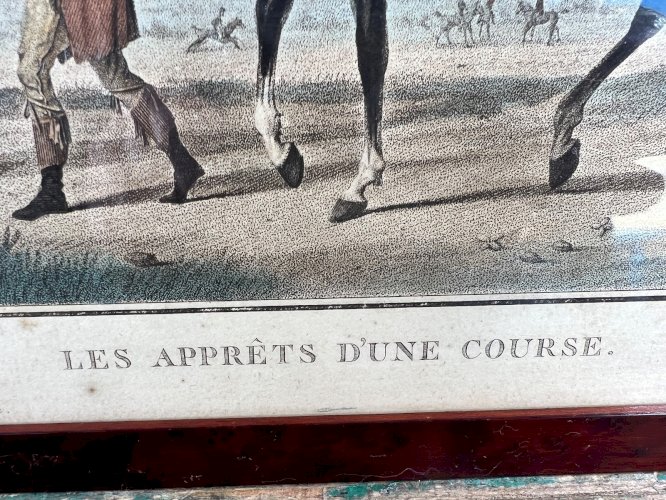 LES APPRÊTS D'UNE COURSE.